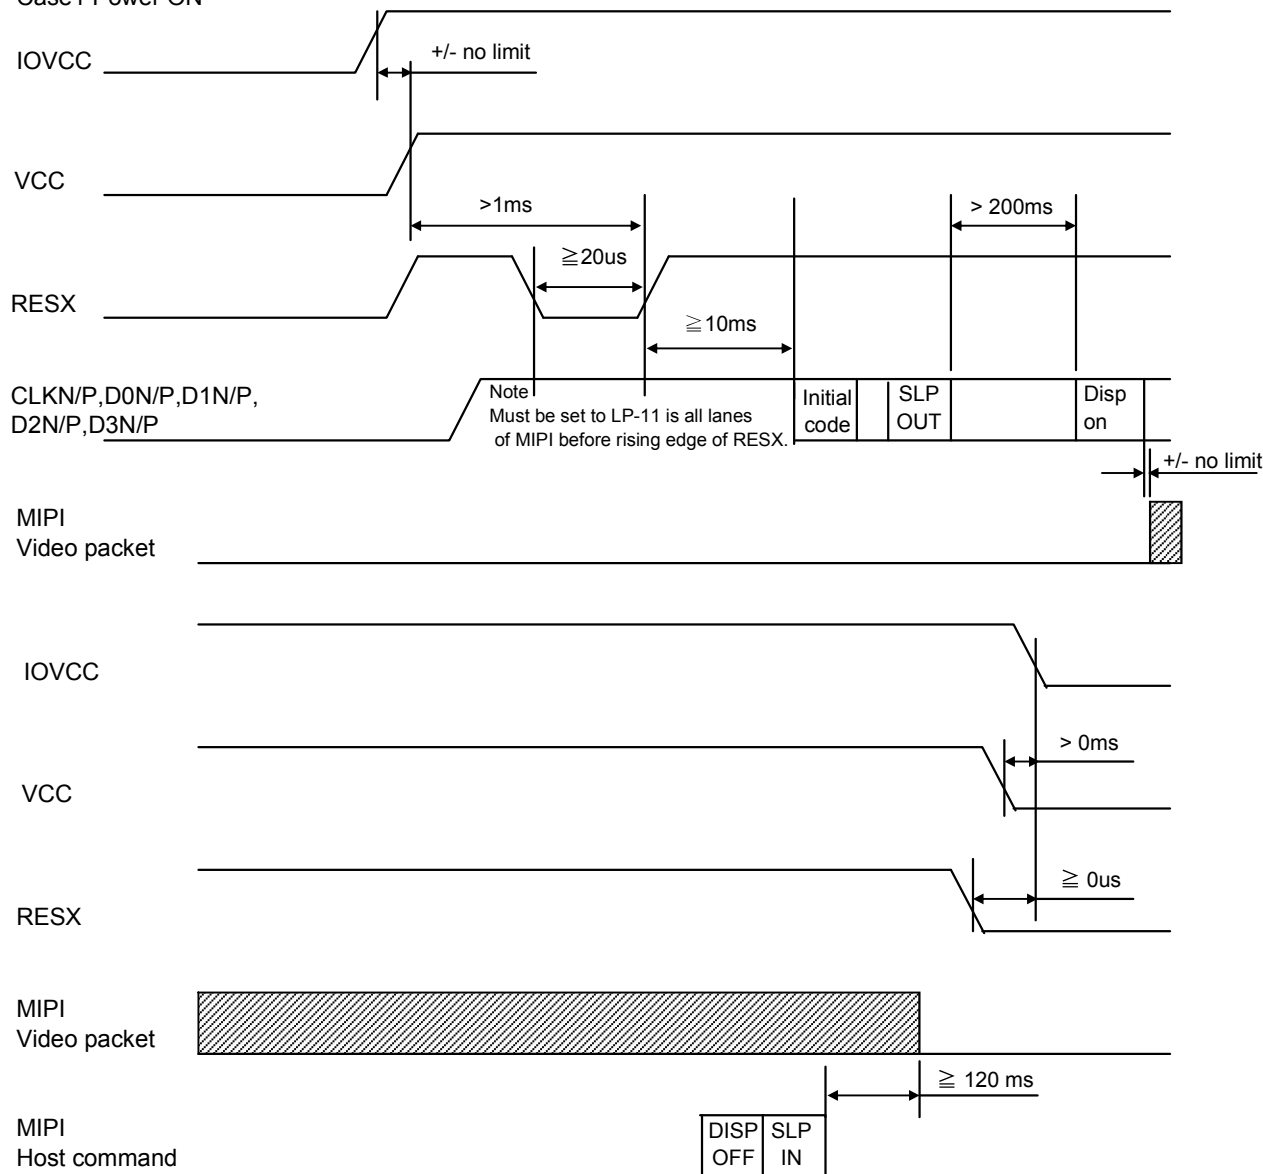 Case1 Power ON
IOVCC
+/- no limit
VCC
>1ms
> 200ms
≧20us
RESX
≧10ms
CLKN/P,D0N/P,D1N/P,
D2N/P,D3N/P
Note
Must be set to LP-11 is all lanes
of MIPI before rising edge of RESX.
Initial
code
SLP
OUT
Disp
on
+/- no limit
MIPI
Video packet
IOVCC
> 0ms
VCC
≧ 0us
RESX
MIPI
Video packet
≧ 120 ms
MIPI
Host command
DISP
OFF
SLP
IN